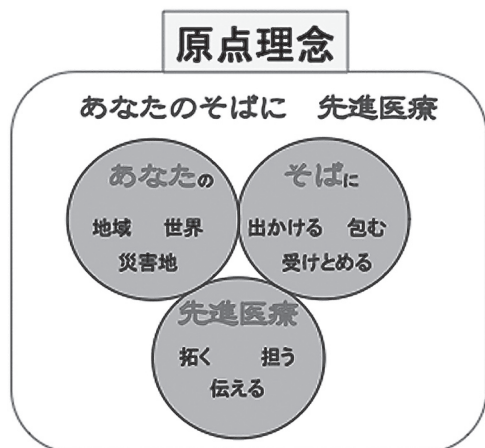 原点理念
あなたのそばに　先進医療
あなたの
地域　世界
災害地
そばに
出かける　包む
受けとめる
先進医療
拓く　担う
伝える